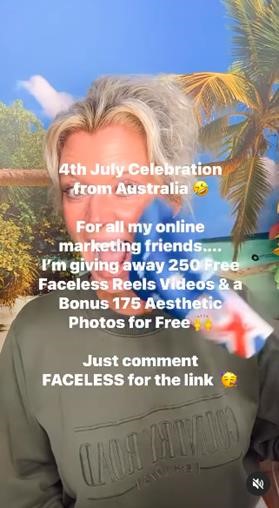 4th July Celebration
from Australia 🤣
For all my online
marketing friends....
I'm giving away 250 Free
Faceless Reels Videos & a
Bonus 175 Aesthetic
Photos for Free🙌
Just comment
FACELESS for the link 🥳
COUNTRY ROAD